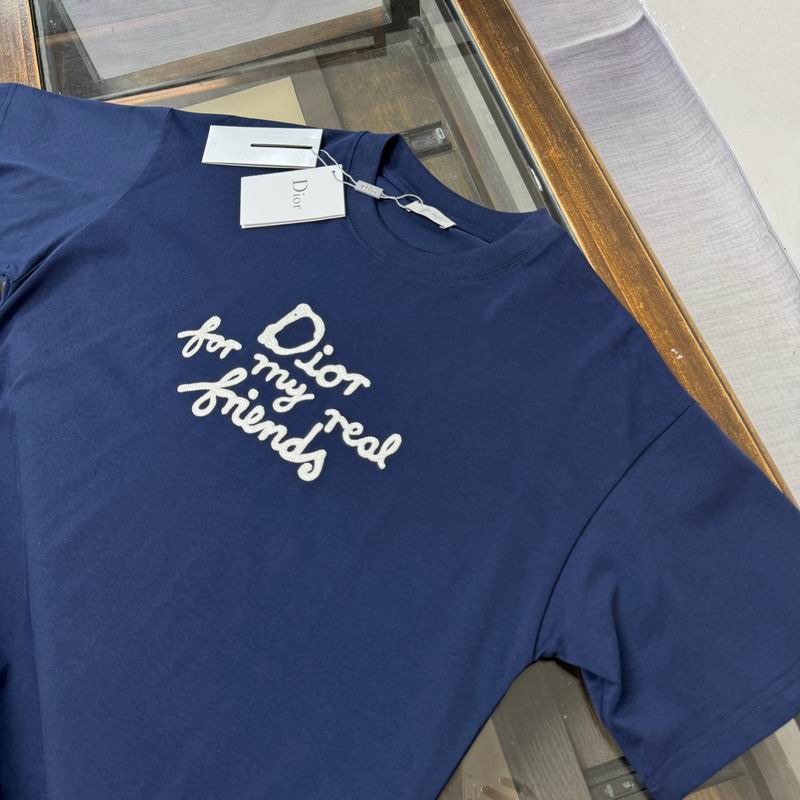 Dior
Dior
for my real
friends